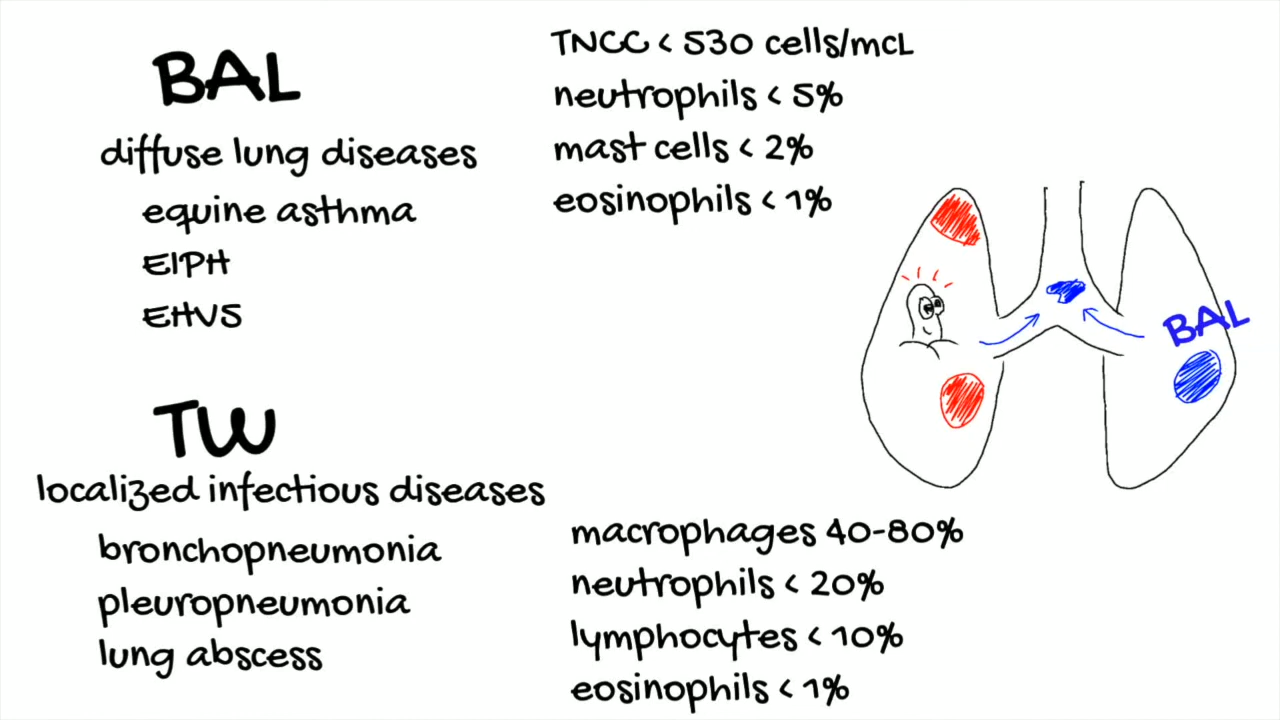 BAL
diffuse lung diseases
equine asthma
EIPH
EHV5
TNCC < 530 cells/mcL
neutrophils < 5%
mast cells < 2%
eosinophils < 1%
BAL
TW
localized infectious diseases
bronchopneumonia
pleuropneumonia
lung abscess
macrophages 40-80%
neutrophils < 20%
lymphocytes < 10%
eosinophils < 1%